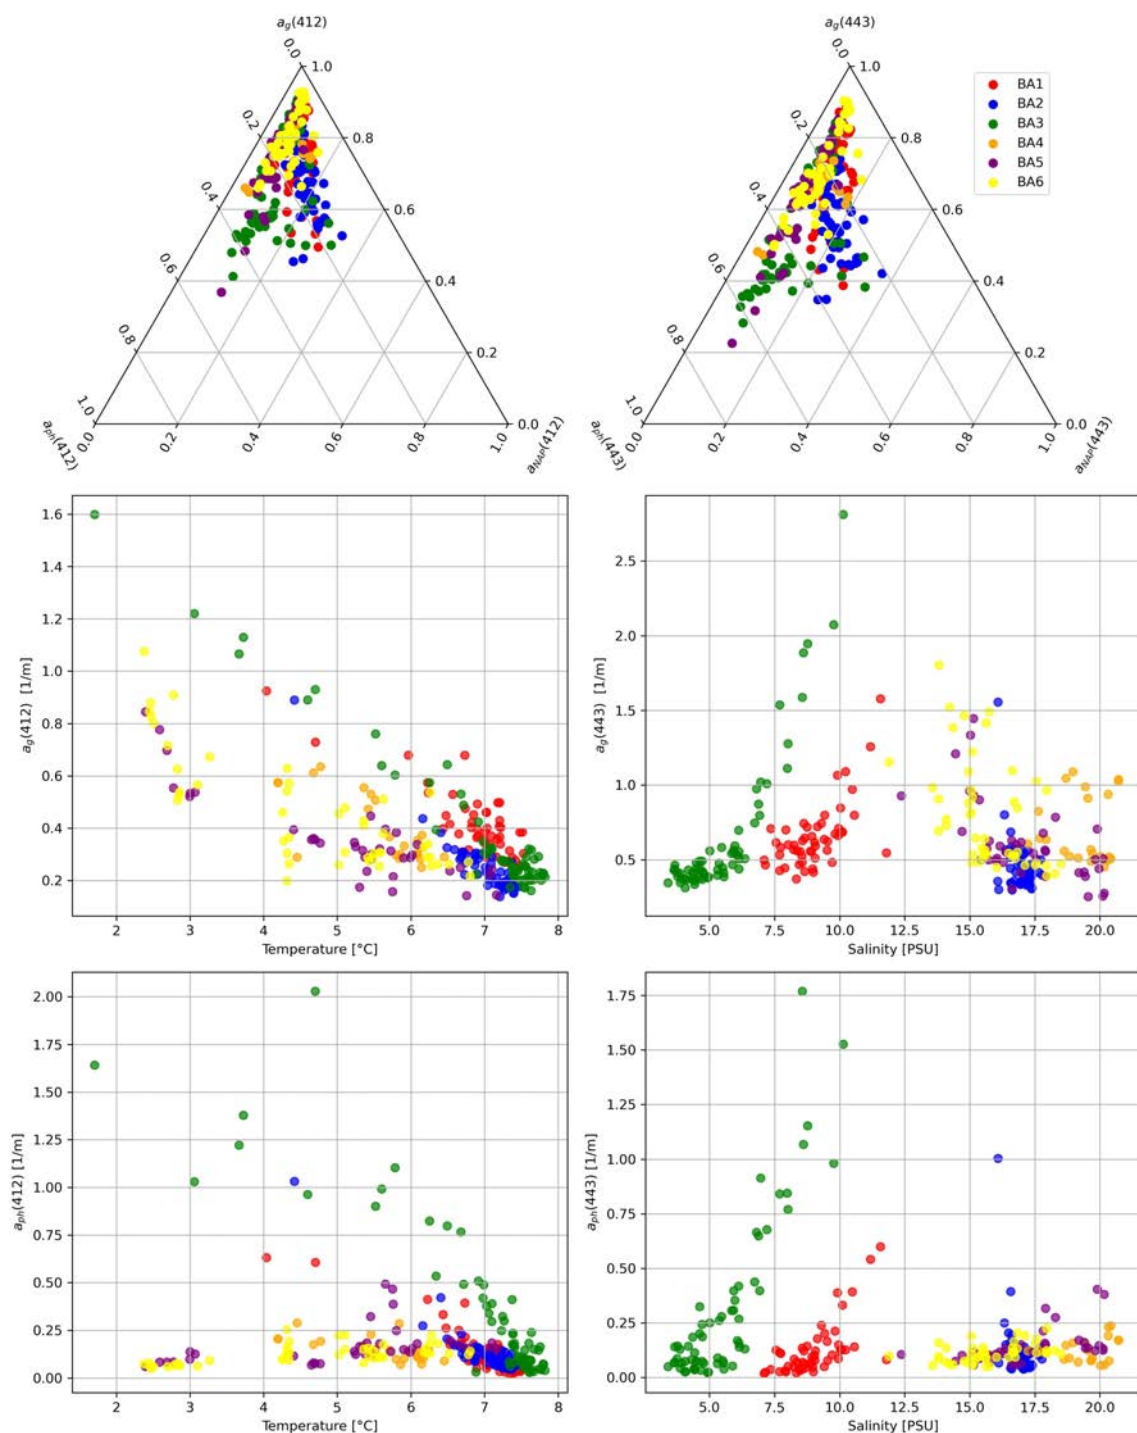 a_g(412)
0.0
1.0
0.2
0.8
0.4
0.6
0.6
0.4
0.8
0.2
1.0
0.0
a_ph(412)
0.0
0.2
0.4
0.6
0.8
1.0
a_NAP(412)
a_g(443)
0.0
1.0
0.2
0.8
0.4
0.6
0.6
0.4
0.8
0.2
1.0
0.0
a_ph(443)
0.0
0.2
0.4
0.6
0.8
1.0
a_NAP(443)
BA1
BA2
BA3
BA4
BA5
BA6
1.6
1.4
1.2
1.0
0.8
0.6
0.4
0.2
a_g(412) [1/m]
2 3 4 5 6 7 8
Temperature [°C]
2.5
2.0
1.5
1.0
0.5
0.0
a_g(443) [1/m]
5.0 7.5 10.0 12.5 15.0 17.5 20.0
Salinity [PSU]
2.00
1.75
1.50
1.25
1.00
0.75
0.50
0.25
0.00
a_ph(412) [1/m]
2 3 4 5 6 7 8
Temperature [°C]
1.75
1.50
1.25
1.00
0.75
0.50
0.25
0.00
a_ph(443) [1/m]
5.0 7.5 10.0 12.5 15.0 17.5 20.0
Salinity [PSU]